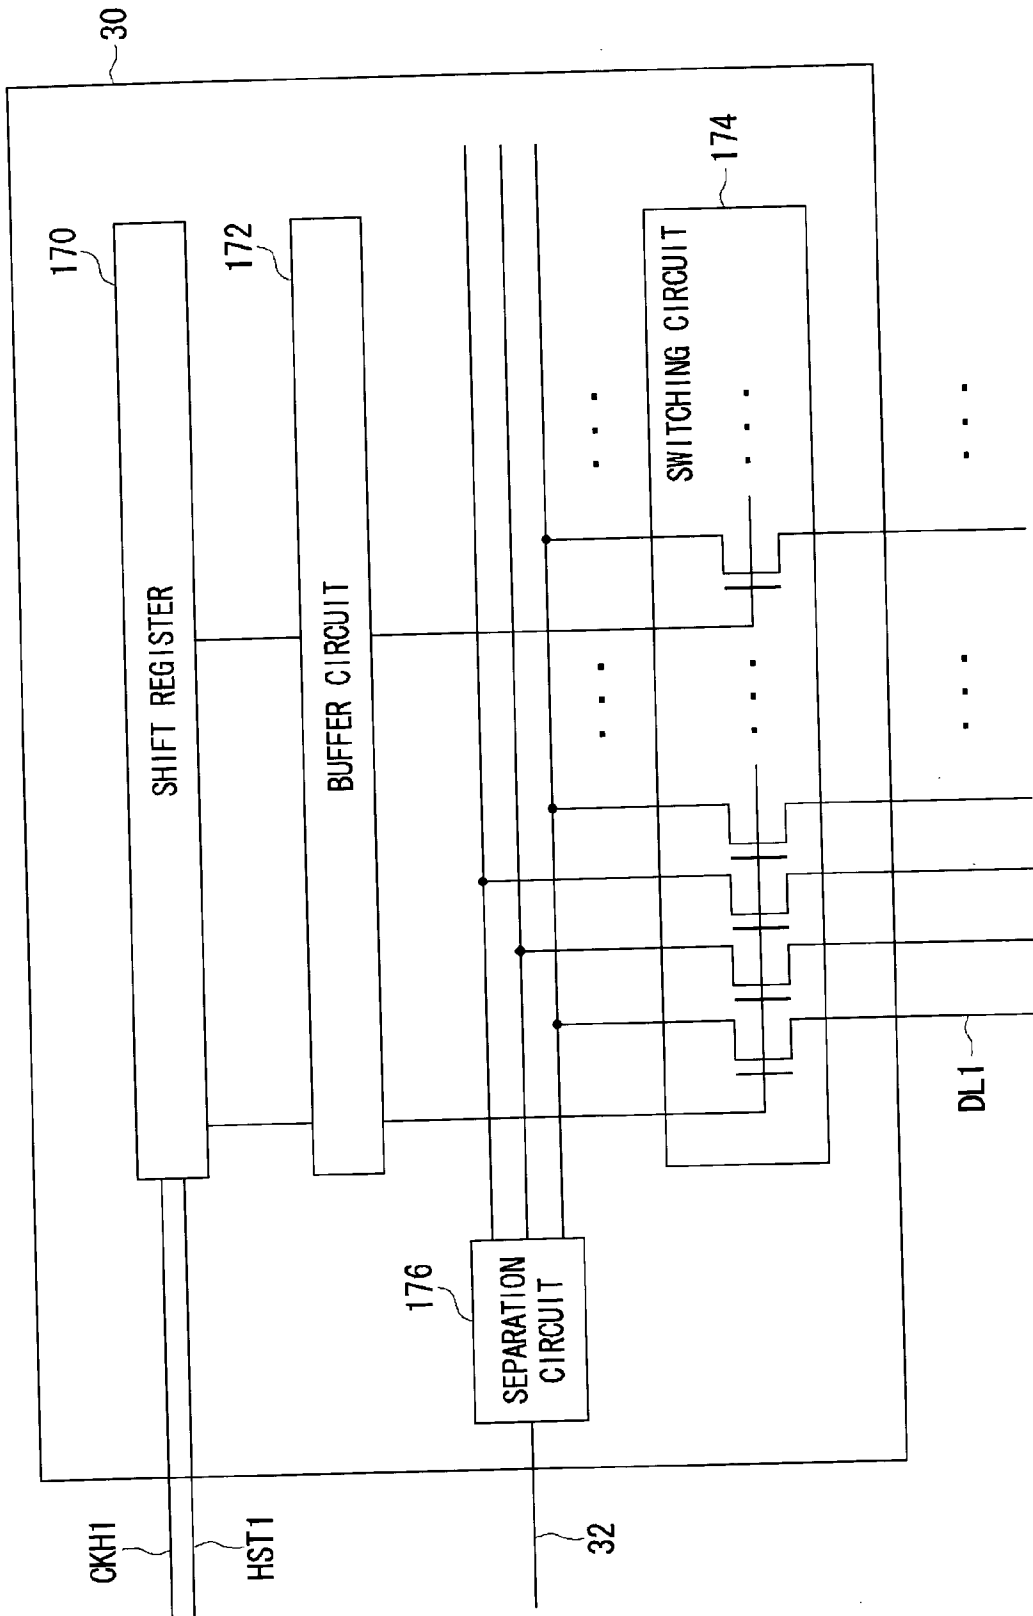 30
170
SHIFT REGISTER
172
BUFFER CIRCUIT
174
SWITCHING CIRCUIT
176
SEPARATION
CIRCUIT
CKH1
HST1
32
DL1